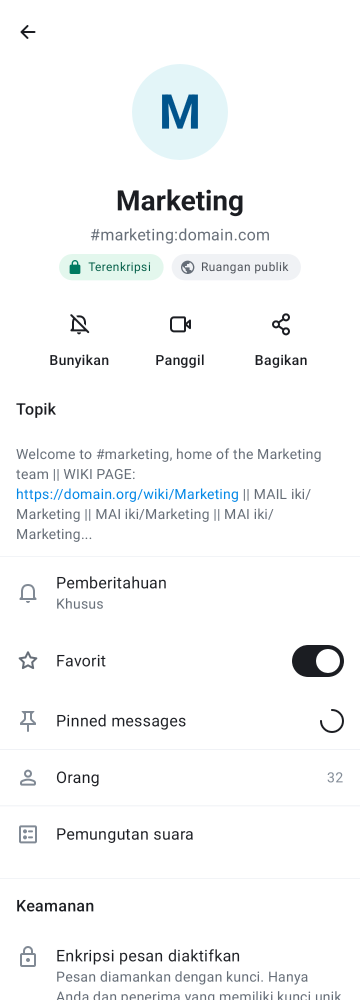 M
Marketing
#marketing:domain.com
Terenkripsi
Ruangan publik
Bunyikan
Panggil
Bagikan
Topik
Welcome to #marketing, home of the Marketing
team || WIKI PAGE:
https://domain.org/wiki/Marketing || MAIL iki/
Marketing || MAI iki/Marketing || MAI iki/
Marketing...
Pemberitahuan
Khusus
Favorit
Pinned messages
Orang
32
Pemungutan suara
Keamanan
Enkripsi pesan diaktifkan
Pesan diamankan dengan kunci. Hanya
Anda dan penerima yang memiliki kunci unik